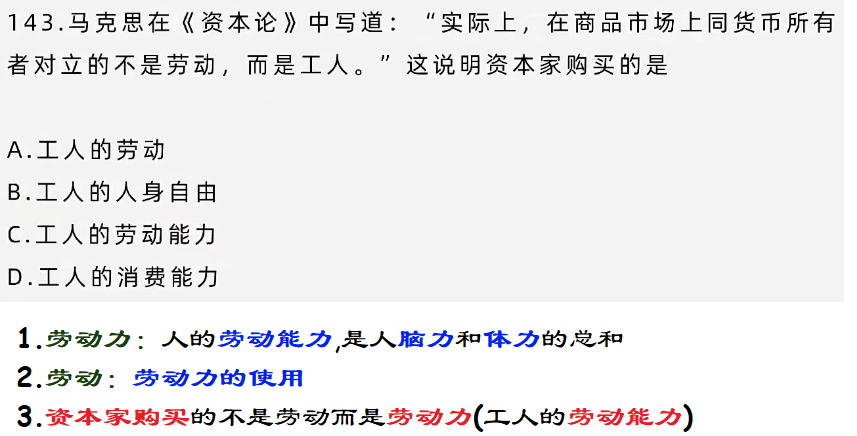 143.马克思在《资本论》中写道：“实际上，在商品市场上同货币所有
者对立的不是劳动，而是工人。”这说明资本家购买的是
A.工人的劳动
B.工人的人身自由
C.工人的劳动能力
D.工人的消费能力
1.劳动力：人的劳动能力,是人脑力和体力的总和
2.劳动：劳动力的使用
3.资本家购买的不是劳动而是劳动力(工人的劳动能力)